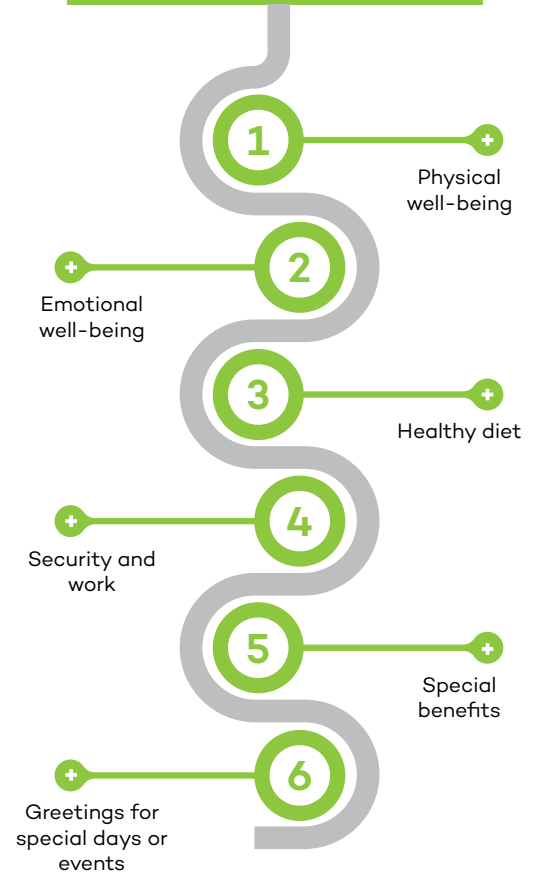 1
Physical
well-being
2
Emotional
well-being
3
Healthy diet
4
Security and
work
5
Special
benefits
6
Greetings for
special days or
events